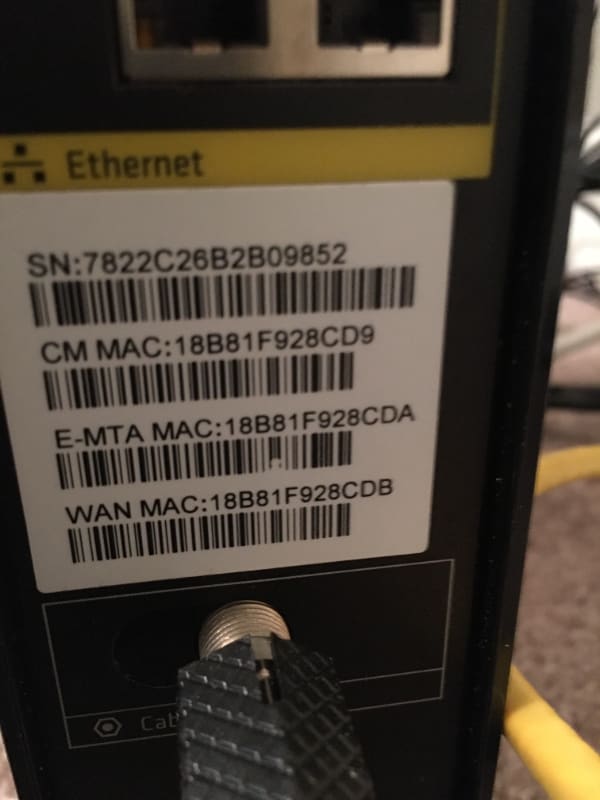 Ethernet
SN:7822C26B2B09852
CM MAC:18B81F928CD9
E-MTA MAC:18B81F928CDA
WAN MAC:18B81F928CDB